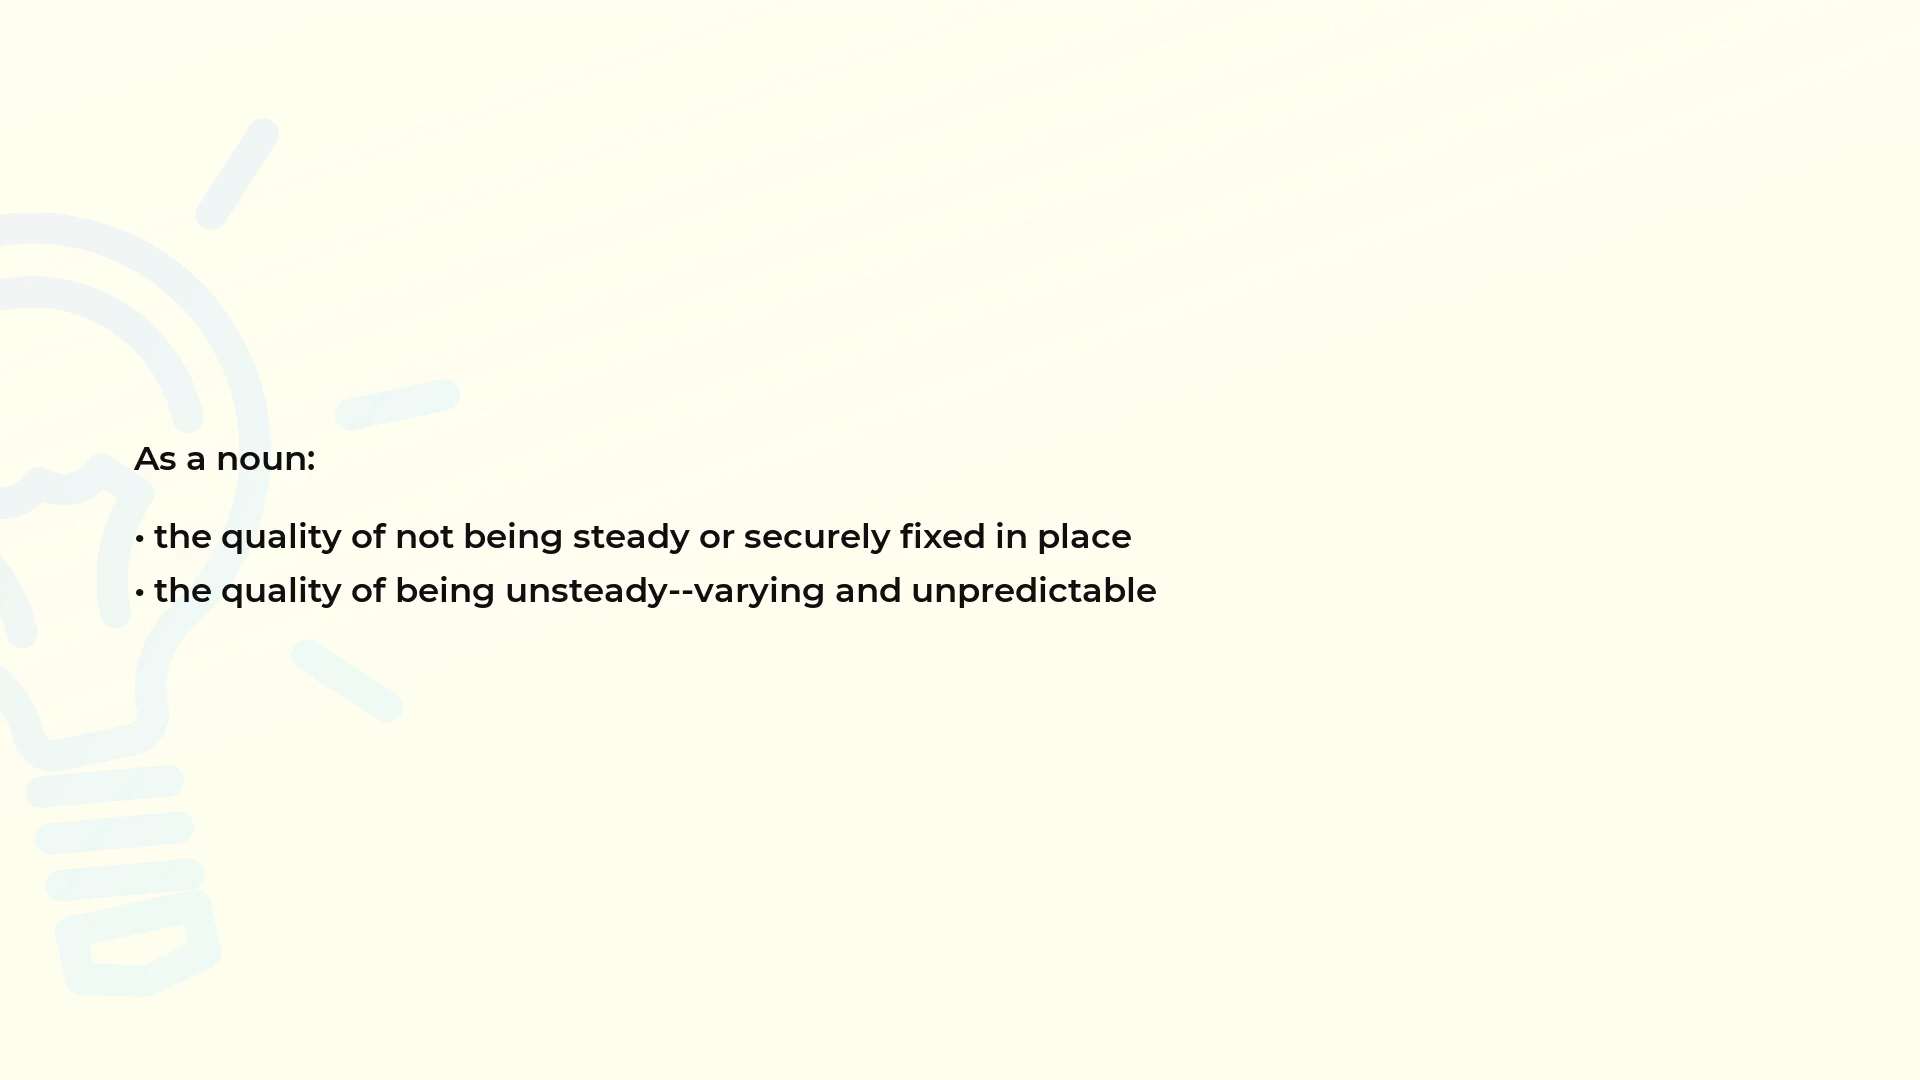 As a noun:
• the quality of not being steady or securely fixed in place
• the quality of being unsteady--varying and unpredictable